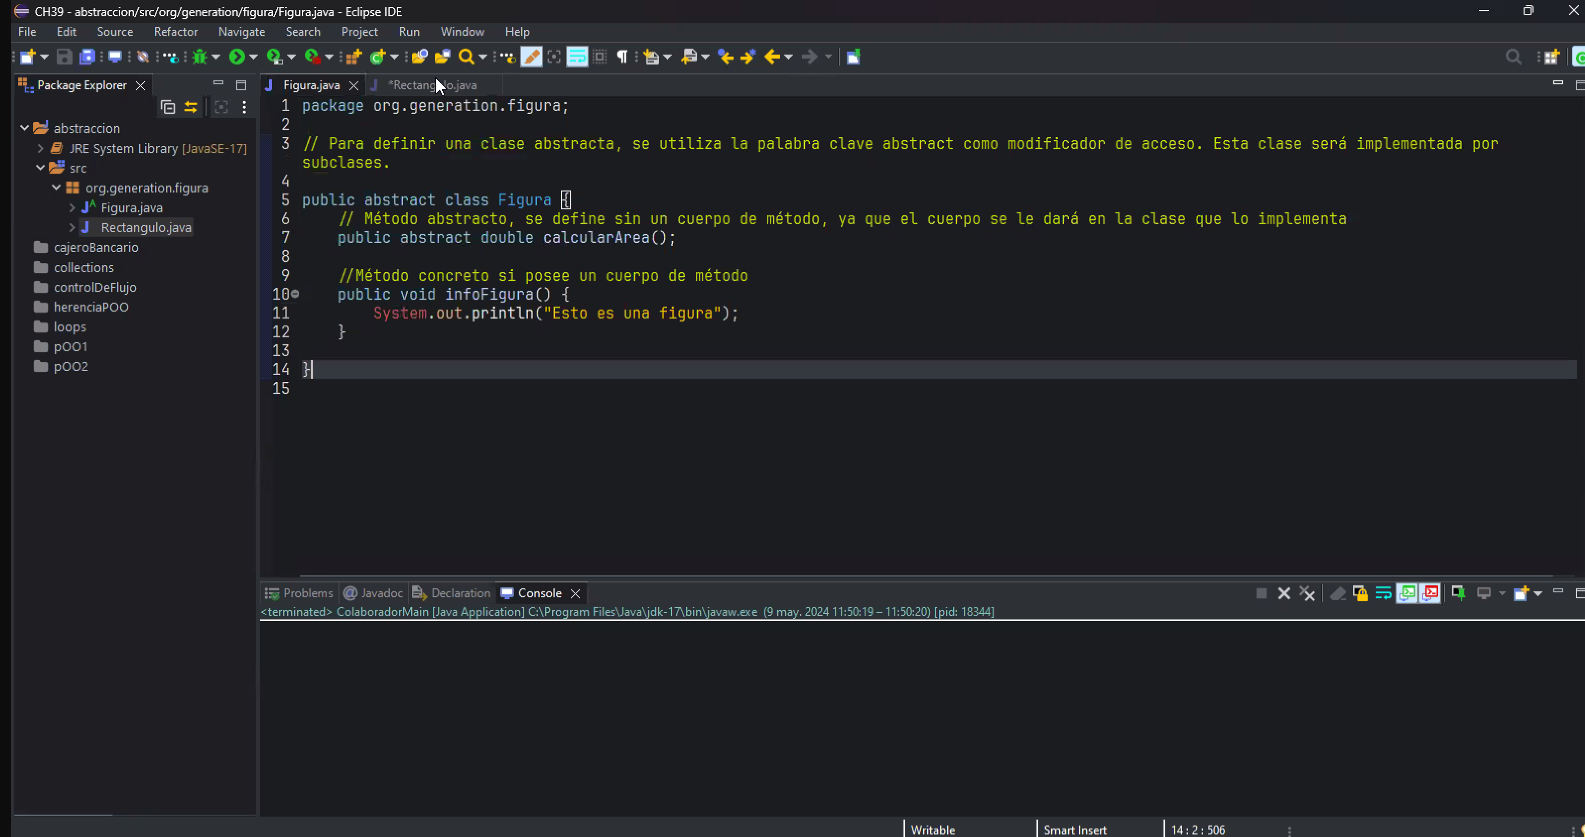 CH39 - abstraccion/src/org/generation/figura/Figura.java - Eclipse IDE
File Edit Source Refactor Navigate Search Project Run Window Help
Package Explorer
abstraccion
JRE System Library [JavaSE-17]
src
org.generation.figura
Figura.java
Rectangulo.java
cajeroBancario
collections
controlDeFlujo
herenciaPOO
loops
pOO1
pOO2
Figura.java
1 package org.generation.figura;
2
3 // Para definir una clase abstracta, se utiliza la palabra clave abstract como modificador de acceso. Esta clase será implementada por
subclases.
4
5 public abstract class Figura {
6 // Método abstracto, se define sin un cuerpo de método, ya que el cuerpo se le dará en la clase que lo implementa
7 public abstract double calcularArea();
8
9 //Método concreto si posee un cuerpo de método
10 public void infoFigura() {
11 System.out.println("Esto es una figura");
12 }
13
14 }
15
Problems @ Javadoc Declaration Console
<terminated> ColaboradorMain [Java Application] C:\Program Files\Java\jdk-17\bin\javaw.exe (9 may. 2024 11:50:19 – 11:50:20) [pid: 18344]
Writable Smart Insert 14 : 2 : 506